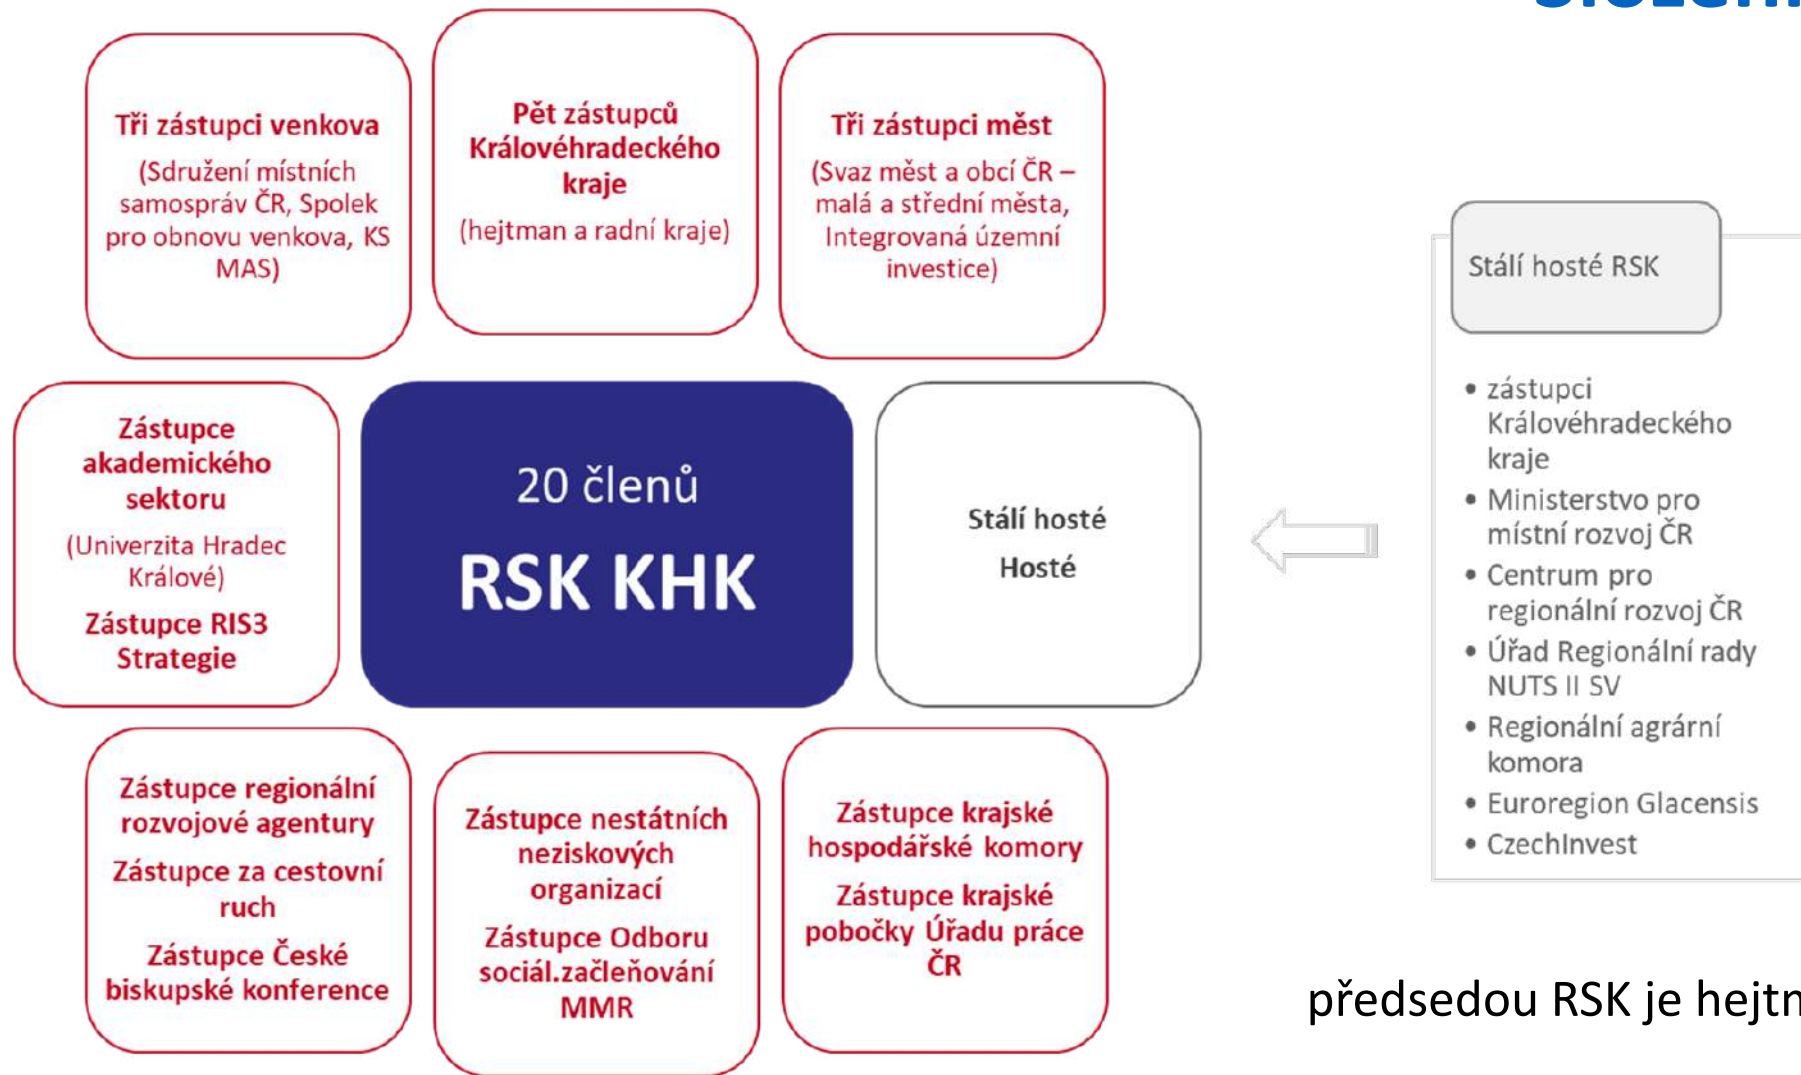 Tři zástupci venkova
(Sdružení místních
samospráv ČR, Spolek
pro obnovu venkova, KS
MAS)
Pět zástupců
Královéhradeckého
kraje
(hejtman a radní kraje)
Tři zástupci měst
(Svaz měst a obcí ČR –
malá a střední města,
Integrovaná územní
investice)
Zástupce
akademického
sektoru
(Univerzita Hradec
Králové)
Zástupce RIS3
Strategie
20 členů
RSK KHK
Stálí hosté
Hosté
Zástupce regionální
rozvojové agentury
Zástupce za cestovní
ruch
Zástupce České
biskupské konference
Zástupce nestátních
neziskových
organizací
Zástupce Odboru
sociál.začleňování
MMR
Zástupce krajské
hospodářské komory
Zástupce krajské
pobočky Úřadu práce
ČR
Stálí hosté RSK
• zástupci
Královéhradeckého
kraje
• Ministerstvo pro
místní rozvoj ČR
• Centrum pro
regionální rozvoj ČR
• Úřad Regionální rady
NUTS II SV
• Regionální agrární
komora
• Euroregion Glacensis
• CzechInvest
předsedou RSK je